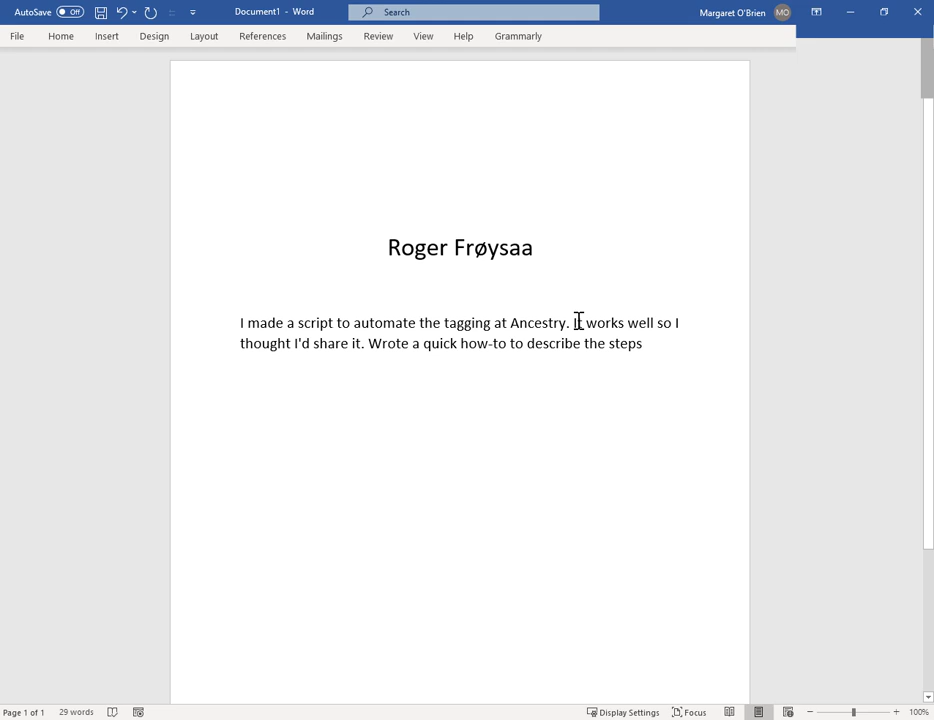 AutoSave Off Document1 - Word Search Margaret O'Brien MO
File Home Insert Design Layout References Mailings Review View Help Grammarly
Roger Frøysaa
I made a script to automate the tagging at Ancestry. It works well so I
thought I'd share it. Wrote a quick how-to to describe the steps
Page 1 of 1 29 words Display Settings Focus 100%